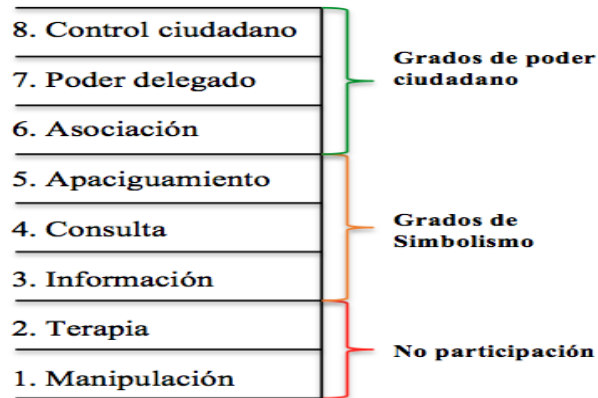 8. Control ciudadano
7. Poder delegado
6. Asociación
5. Apaciguamiento
4. Consulta
3. Información
2. Terapia
1. Manipulación
Grados de poder
ciudadano
Grados de
Simbolismo
No participación